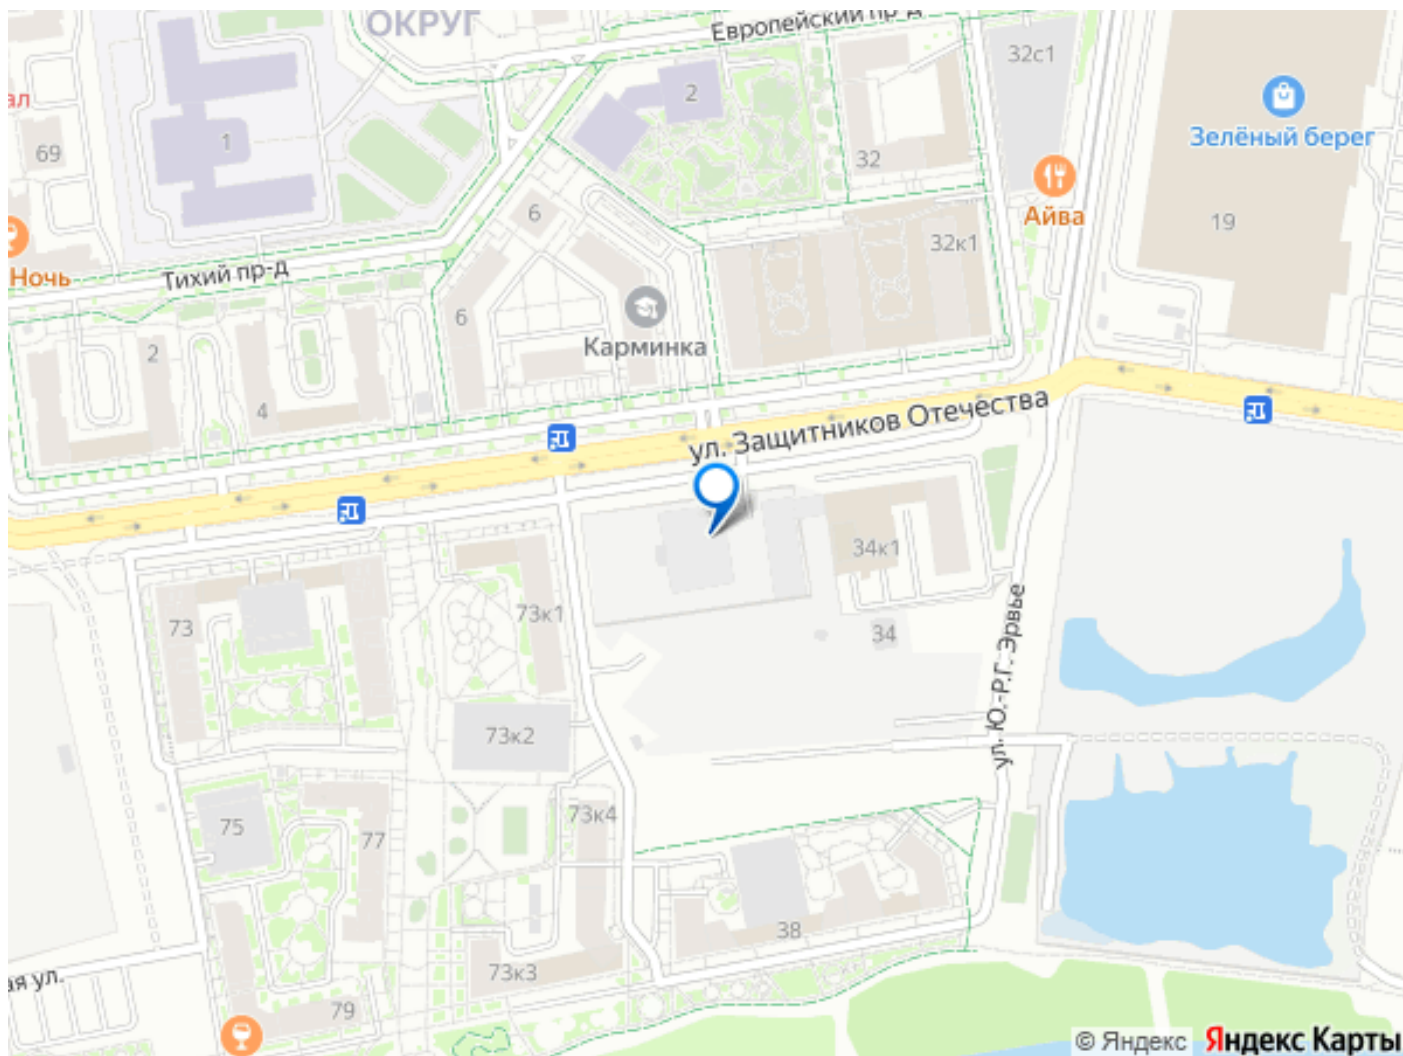 ОКРУГ
Европейский пр-д
32с1
ал
2
Зелёный берег
1
69
32
Айва
19
6
32к1
Ночь
Тихий пр-д
6
Карминка
2
4
ул. Защитников Отечества
34к1
73
73к1
34
ул. Ю.-Р.Г. Эрвье
73к2
75
77
73к4
38
73к3
ая ул.
79
© Яндекс Яндекс Карты